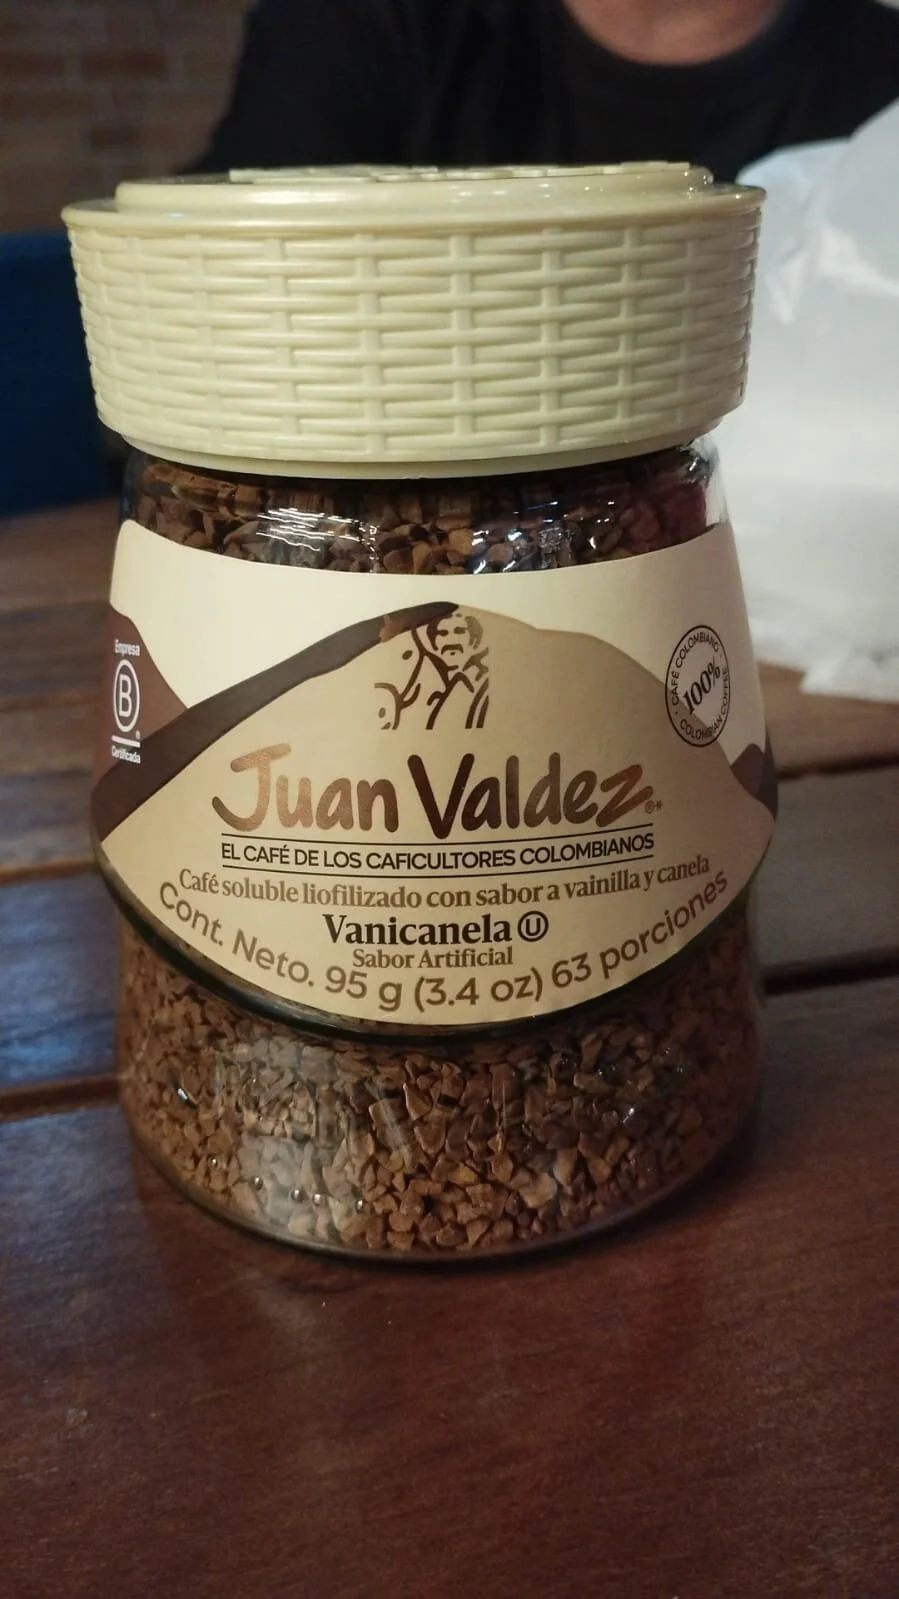 Empresa
B
®
Certificada
CAFÉ COLOMBIANO
100%
COLOMBIAN COFFEE
Juan Valdez®*
EL CAFÉ DE LOS CAFICULTORES COLOMBIANOS
Café soluble liofilizado con sabor a vainilla y canela
Vanicanela Ⓤ
Sabor Artificial
Cont. Neto. 95 g (3.4 oz) 63 porciones